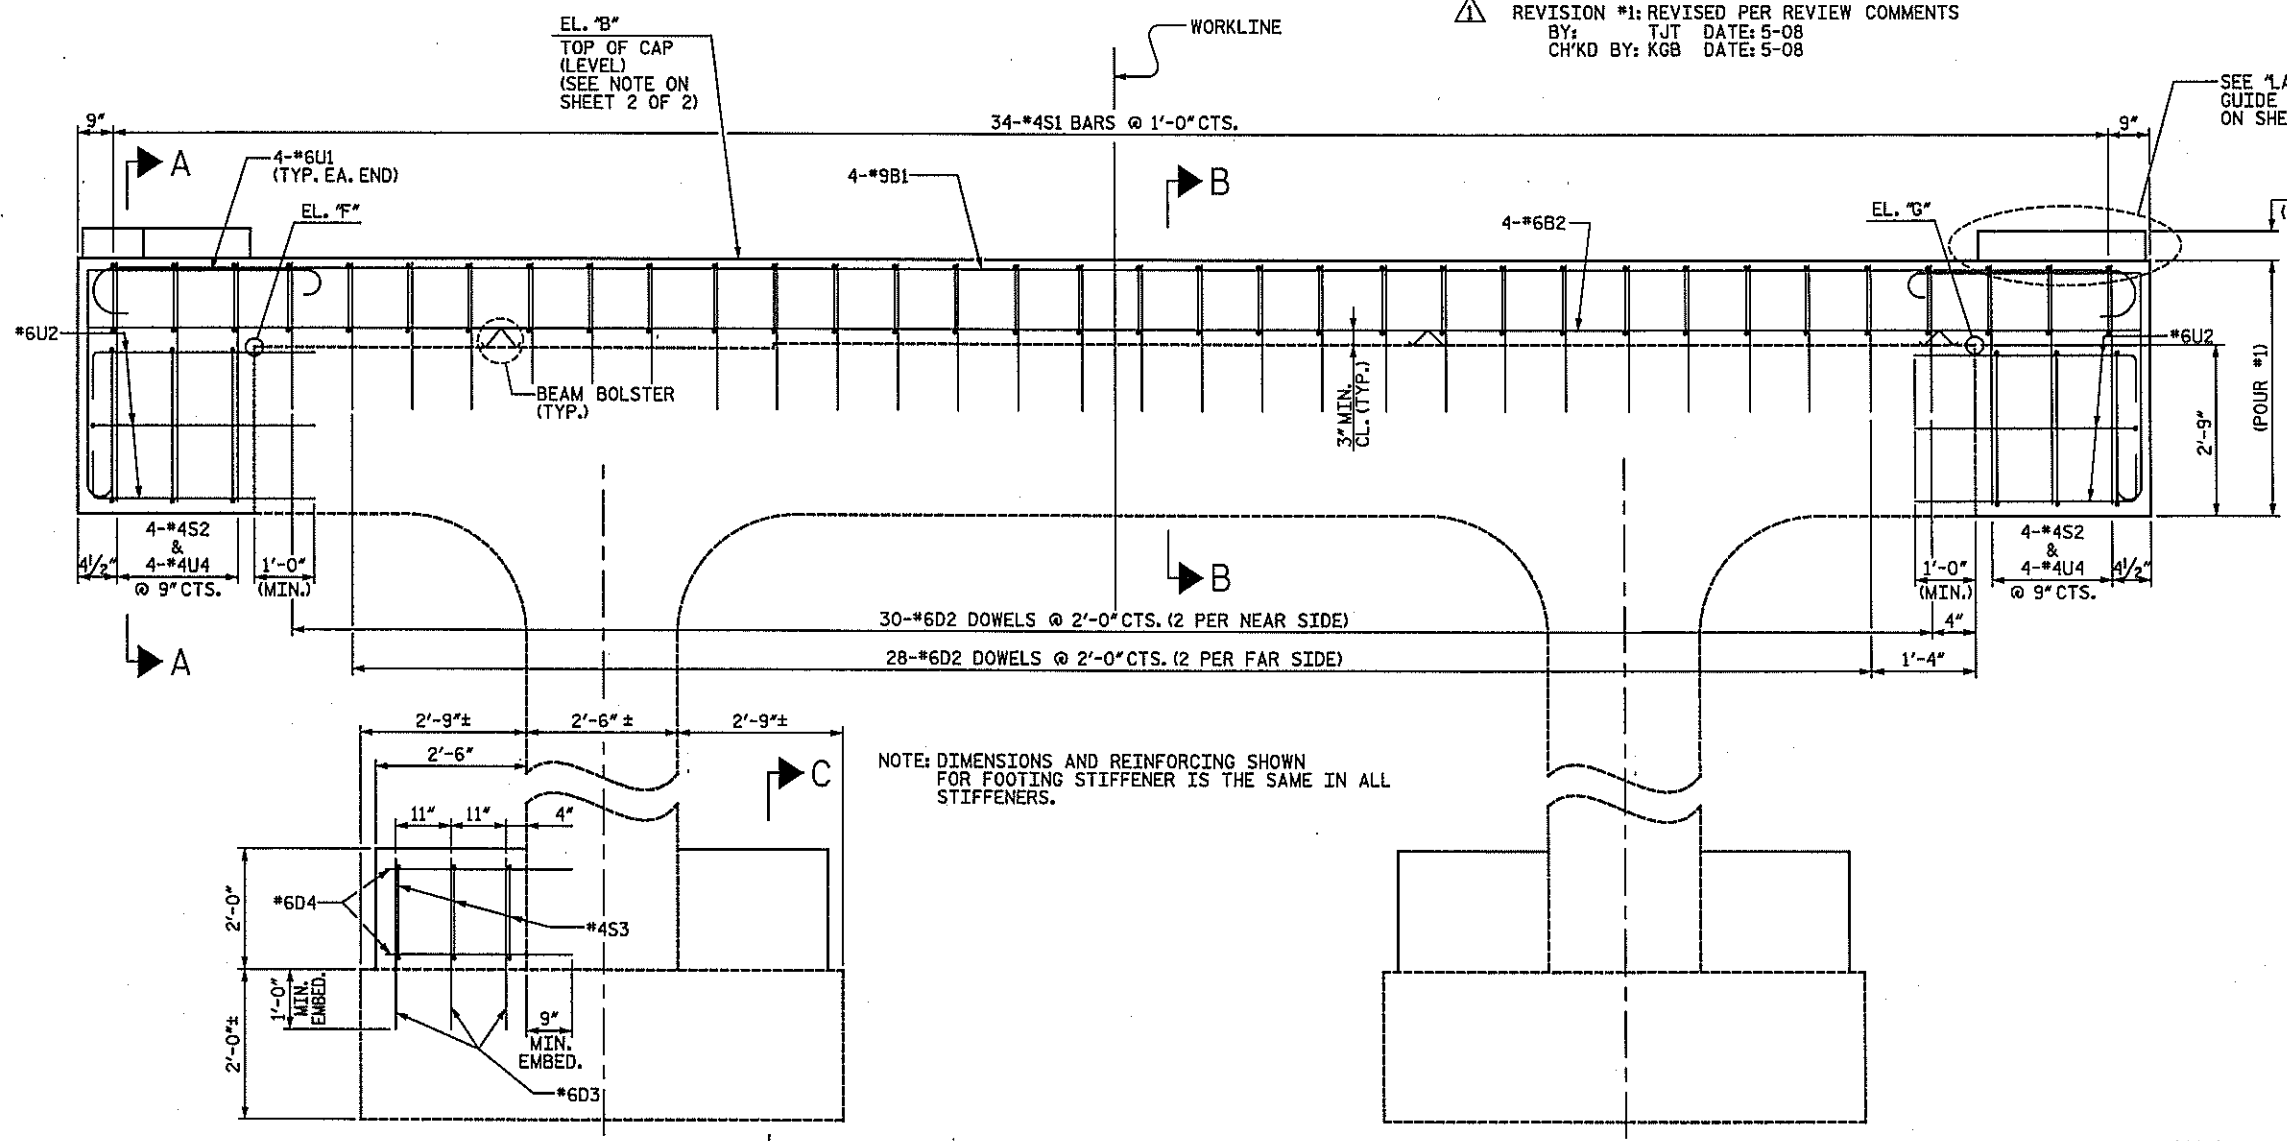 REVISION #1: REVISED PER REVIEW COMMENTS
BY: TJT DATE: 5-08
CH'KD BY: KGB DATE: 5-08
1
EL. "B"
TOP OF CAP
(LEVEL)
(SEE NOTE ON
SHEET 2 OF 2)
WORKLINE
SEE "LA
GUIDE
ON SHE
9"
34-#4S1 BARS @ 1'-0" CTS.
9"
A
4-#6U1
(TYP. EA. END)
4-#9B1
B
EL. "F"
4-#6B2
EL. "G"
(
#6U2
#6U2
BEAM BOLSTER
(TYP.)
3" MIN.
CL. (TYP.)
2'-9"
(POUR #1)
4-#4S2
&
4-#4U4
@ 9" CTS.
4 1/2"
1'-0"
(MIN.)
B
4-#4S2
&
4-#4U4
@ 9" CTS.
1'-0"
(MIN.)
4 1/2"
30-#6D2 DOWELS @ 2'-0" CTS. (2 PER NEAR SIDE)
4"
A
28-#6D2 DOWELS @ 2'-0" CTS. (2 PER FAR SIDE)
1'-4"
2'-9"±
2'-6" ±
2'-9"±
2'-6"
C
NOTE: DIMENSIONS AND REINFORCING SHOWN
FOR FOOTING STIFFENER IS THE SAME IN ALL
STIFFENERS.
11"
11"
4"
2'-0"
#6D4
#4S3
1'-0"
MIN.
EMBED.
2'-0"±
9"
MIN.
EMBED.
#6D3